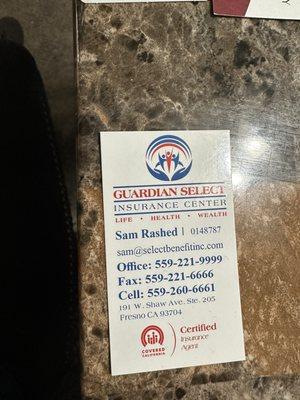 GUARDIAN SELECT
INSURANCE CENTER
LIFE • HEALTH • WEALTH
Sam Rashed | 0148787
sam@selectbenefitinc.com
Office: 559-221-9999
Fax: 559-221-6666
Cell: 559-260-6661
191 W. Shaw Ave. Ste. 205
Fresno CA 93704
COVERED
CALIFORNIA
Certified
Insurance
Agent